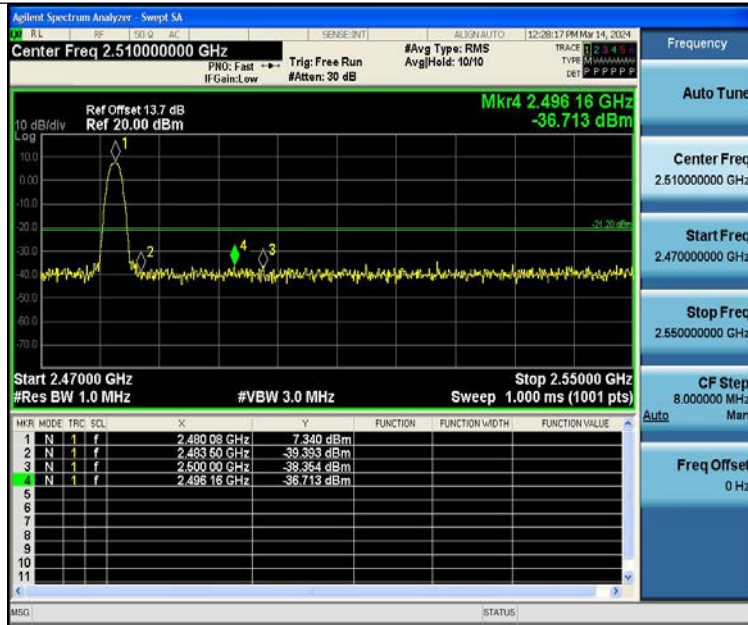 Agilent Spectrum Analyzer - Swept SA
RL RF 50 Ω AC SENSE:INT ALIGN AUTO 12:28:17 PM Mar 14, 2024
Center Freq 2.510000000 GHz
PNO: Fast
IFGain:Low
Trig: Free Run
#Atten: 30 dB
#Avg Type: RMS
Avg|Hold: 10/10
TRACE 1 2 3 4 5 6
TYPE M
DET P P P P P
Ref Offset 13.7 dB
10 dB/div Ref 20.00 dBm
Log
Mkr4 2.496 16 GHz
-36.713 dBm
10.0
0.00
-10.0
-20.0
-30.0
-40.0
-50.0
-60.0
-70.0
1
2
4
3
-21.20 dBm
Start 2.47000 GHz Stop 2.55000 GHz
#Res BW 1.0 MHz #VBW 3.0 MHz Sweep 1.000 ms (1001 pts)
MKR MODE TRC SCL X Y FUNCTION FUNCTION WIDTH FUNCTION VALUE
1 N 1 f 2.480 08 GHz 7.340 dBm
2 N 1 f 2.483 50 GHz -39.393 dBm
3 N 1 f 2.500 00 GHz -38.354 dBm
4 N 1 f 2.496 16 GHz -36.713 dBm
5
6
7
8
9
10
11
MSG STATUS
Frequency
Auto Tune
Center Freq
2.510000000 GHz
Start Freq
2.470000000 GHz
Stop Freq
2.550000000 GHz
CF Step
8.000000 MHz
Auto Man
Freq Offset
0 Hz